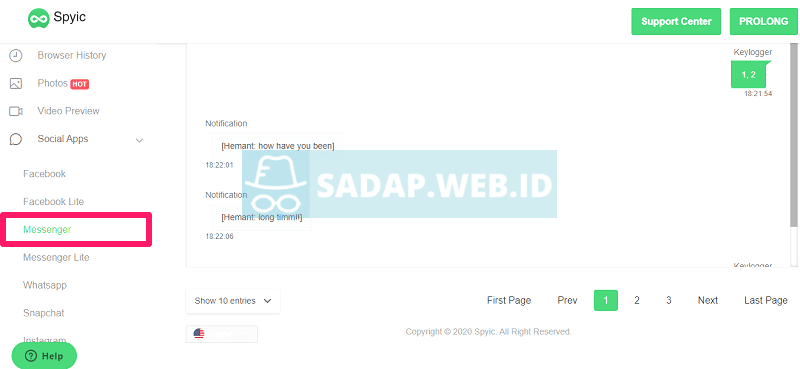 Spyic
Support Center
PROLONG
Browser History
Photos HOT
Video Preview
Social Apps
Facebook
Facebook Lite
Messenger
Messenger Lite
Whatsapp
Snapchat
Instagram
Help
Keylogger
1, 2
18:21:54
Notification
[Hemant: how have you been]
18:22:01
Notification
[Hemant: long timm!!]
18:22:06
SADAP.WEB.ID
Keylogger
Show 10 entries
First Page
Prev
1
2
3
Next
Last Page
Copyright © 2020 Spyic. All Right Reserved.